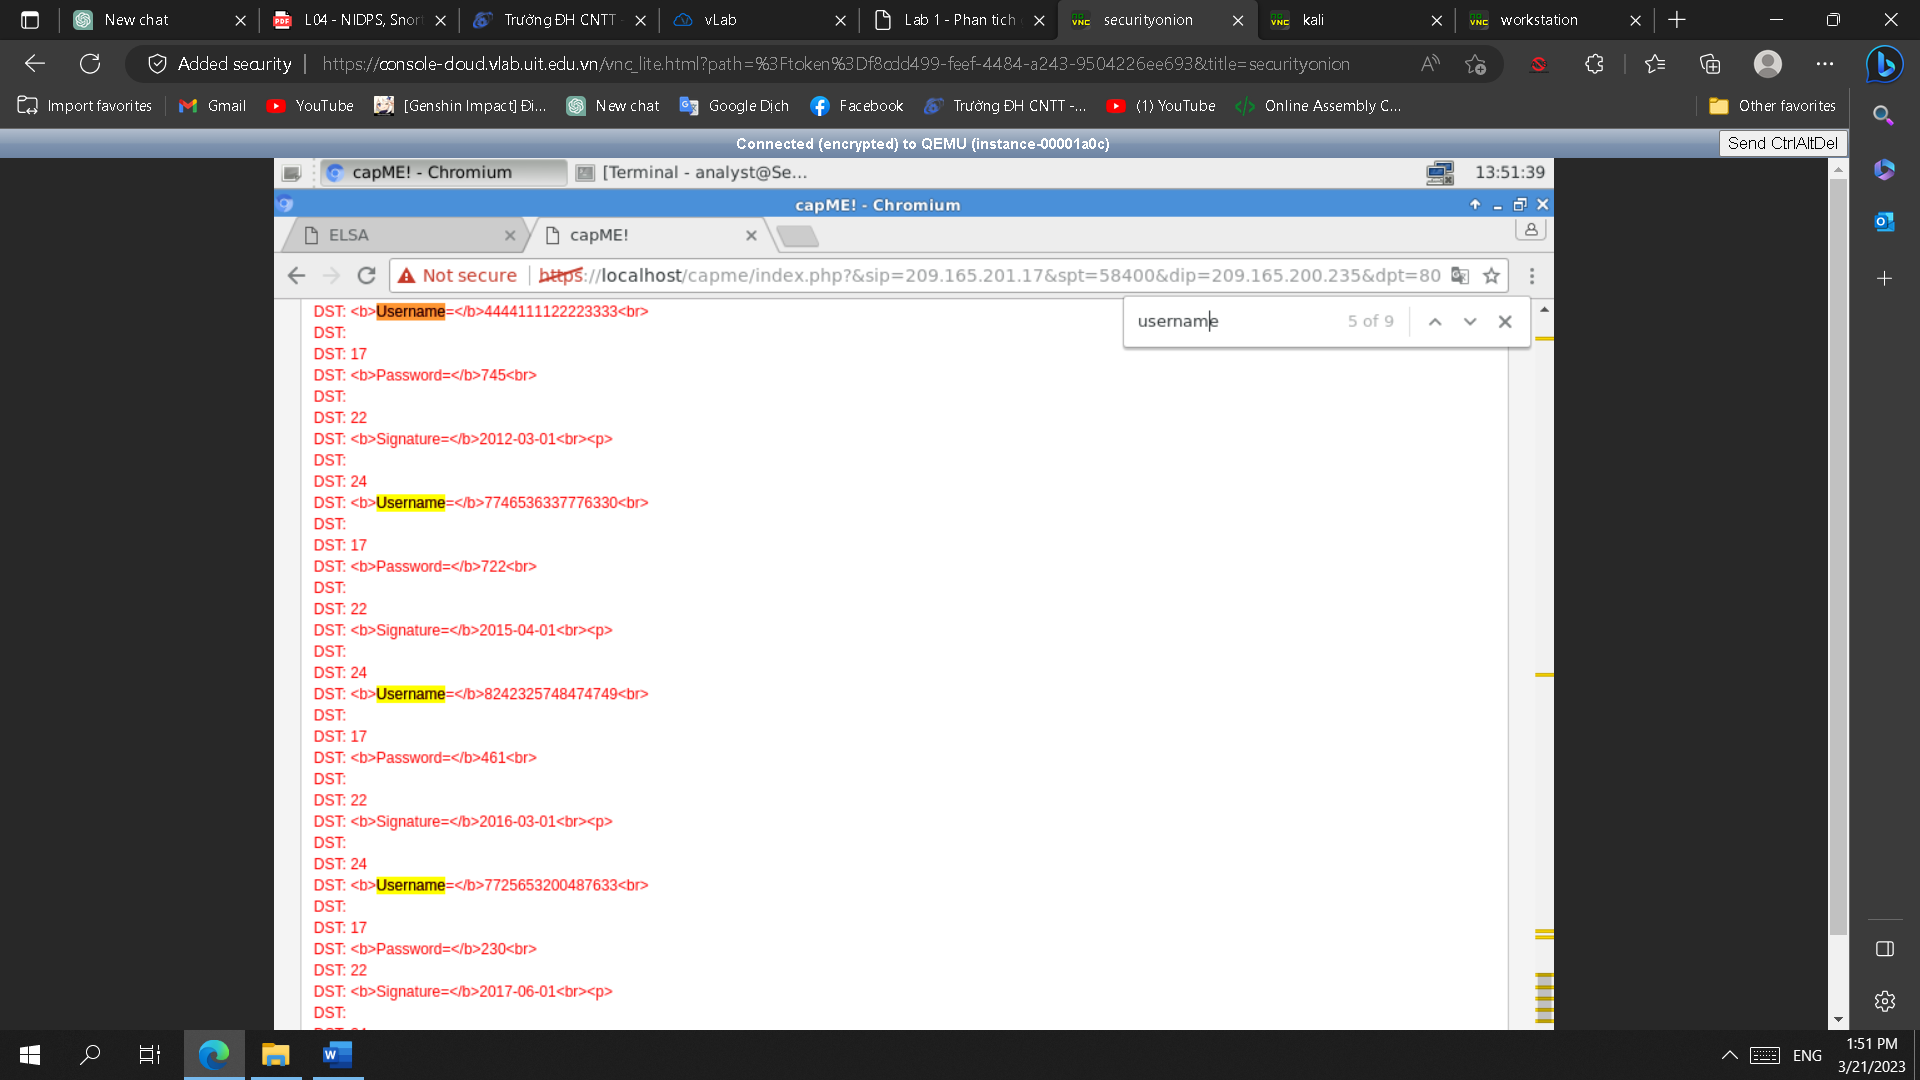 New chat
L04 - NIDPS, Snort
Trường ĐH CNTT -
vLab
Lab 1 - Phan tich
securityonion
kali
workstation
Added security
https://console-cloud.vlab.uit.edu.vn/vnc_lite.html?path=%3Ftoken%3Df8cdd499-feef-4484-a243-9504226ee693&title=securityonion
Import favorites
Gmail
YouTube
[Genshin Impact] Đi...
New chat
Google Dịch
Facebook
Trường ĐH CNTT -...
(1) YouTube
Online Assembly C...
Other favorites
Connected (encrypted) to QEMU (instance-00001a0c)
Send CtrlAltDel
capME! - Chromium
[Terminal - analyst@Se...
13:51:39
capME! - Chromium
ELSA
capME!
Not secure
https://localhost/capme/index.php?&sip=209.165.201.17&spt=58400&dip=209.165.200.235&dpt=80
username
5 of 9
DST: <b>Username=</b>4444111122223333<br>
DST:
DST: 17
DST: <b>Password=</b>745<br>
DST:
DST: 22
DST: <b>Signature=</b>2012-03-01<br><p>
DST:
DST: 24
DST: <b>Username=</b>7746536337776330<br>
DST:
DST: 17
DST: <b>Password=</b>722<br>
DST:
DST: 22
DST: <b>Signature=</b>2015-04-01<br><p>
DST:
DST: 24
DST: <b>Username=</b>8242325748474749<br>
DST:
DST: 17
DST: <b>Password=</b>461<br>
DST:
DST: 22
DST: <b>Signature=</b>2016-03-01<br><p>
DST:
DST: 24
DST: <b>Username=</b>7725653200487633<br>
DST:
DST: 17
DST: <b>Password=</b>230<br>
DST: 22
DST: <b>Signature=</b>2017-06-01<br><p>
DST:
ENG
1:51 PM
3/21/2023